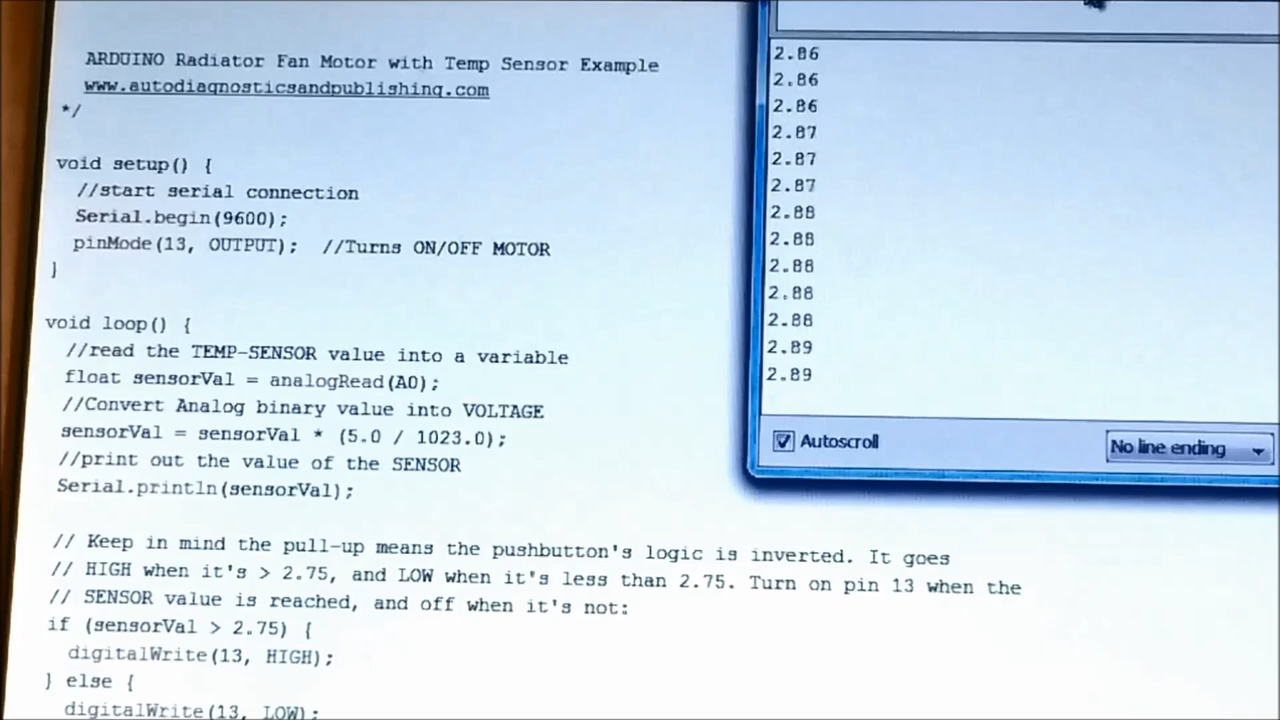 ARDUINO Radiator Fan Motor with Temp Sensor Example
www.autodiagnosticsandpublishing.com
*/
void setup() {
//start serial connection
Serial.begin(9600);
pinMode(13, OUTPUT); //Turns ON/OFF MOTOR
}
void loop() {
//read the TEMP-SENSOR value into a variable
float sensorVal = analogRead(A0);
//Convert Analog binary value into VOLTAGE
sensorVal = sensorVal * (5.0 / 1023.0);
//print out the value of the SENSOR
Serial.println(sensorVal);
// Keep in mind the pull-up means the pushbutton's logic is inverted. It goes
// HIGH when it's > 2.75, and LOW when it's less than 2.75. Turn on pin 13 when the
// SENSOR value is reached, and off when it's not:
if (sensorVal > 2.75) {
digitalWrite(13, HIGH);
} else {
digitalWrite(13, LOW);
2.86
2.86
2.86
2.87
2.87
2.87
2.88
2.88
2.88
2.88
2.88
2.89
2.89
Autoscroll
No line ending